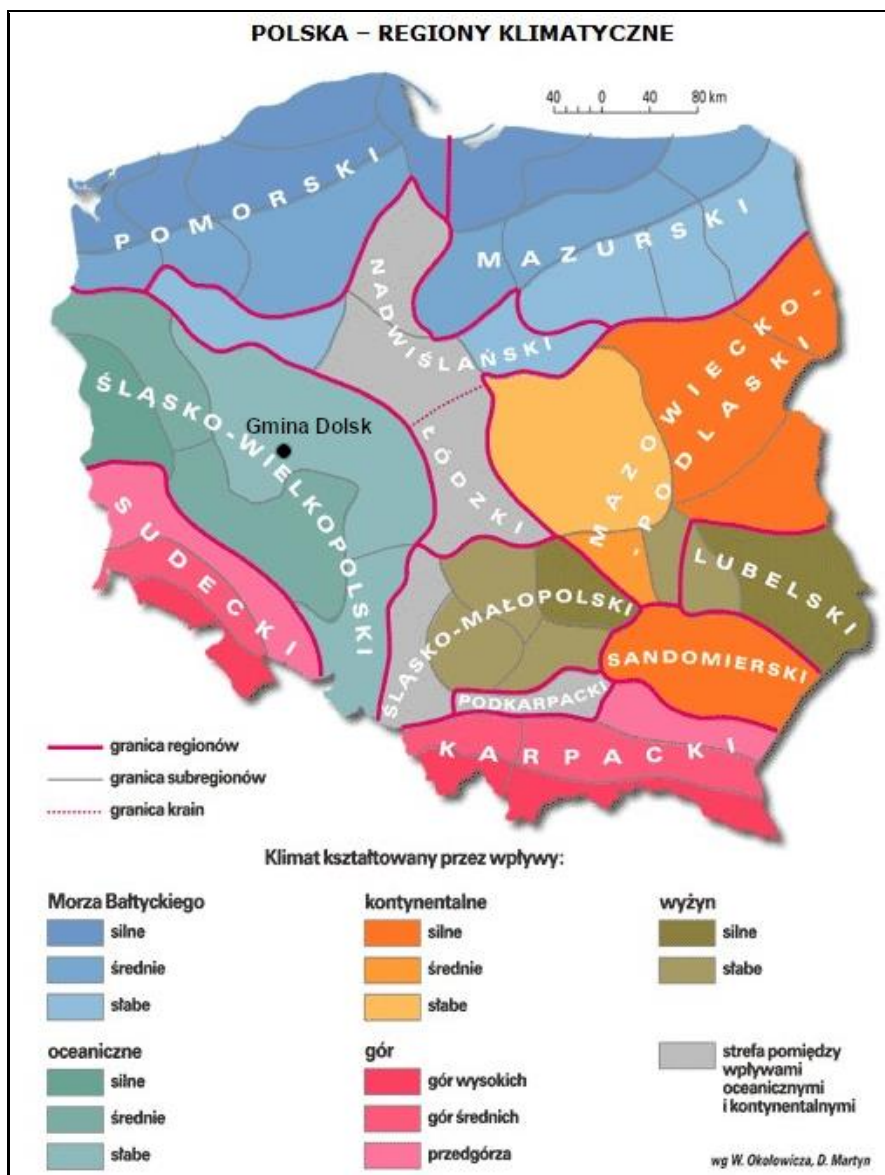 POLSKA – REGIONY KLIMATYCZNE
40 0 40 80 km
POMORSKI
MAZURSKI
NADWIŚLAŃSKI
MAZOWIECKO-
-PODLASKI
ŚLĄSKO-WIELKOPOLSKI
Gmina Dolsk
ŁÓDZKI
SUDECKI
LUBELSKI
ŚLĄSKO-MAŁOPOLSKI
SANDOMIERSKI
PODKARPACKI
KARPACKI
granica regionów
granica subregionów
granica krain
Klimat kształtowany przez wpływy:
Morza Bałtyckiego
silne
średnie
słabe
kontynentalne
silne
średnie
słabe
wyżyn
silne
słabe
oceaniczne
silne
średnie
słabe
gór
gór wysokich
gór średnich
przedgórza
strefa pomiędzy
wpływami
oceanicznymi
i kontynentalnymi
wg W. Okołowicza, D. Martyn